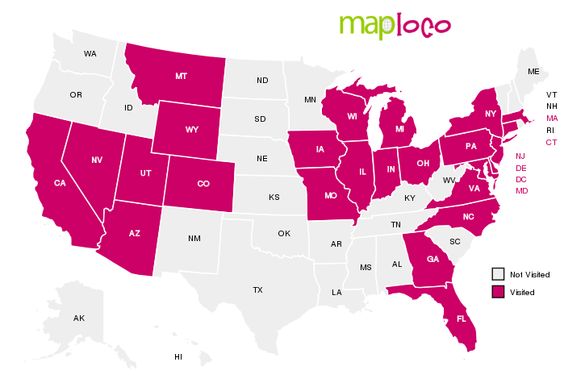 maploco
WA
MT
ND
MN
ME
OR
ID
WY
SD
WI
MI
NY
VT
NH
MA
RI
CT
NV
UT
CO
NE
IA
IL
IN
OH
PA
NJ
DE
DC
MD
CA
AZ
NM
KS
MO
KY
WV
VA
OK
AR
TN
NC
SC
TX
LA
MS
AL
GA
FL
AK
HI
Not Visited
Visited